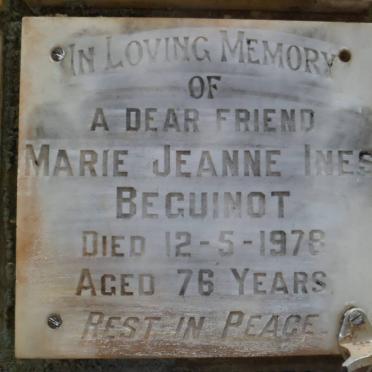 IN LOVING MEMORY
OF
A DEAR FRIEND
MARIE JEANNE INES
BEGUINOT
DIED 12-5-1978
AGED 76 YEARS
REST IN PEACE.